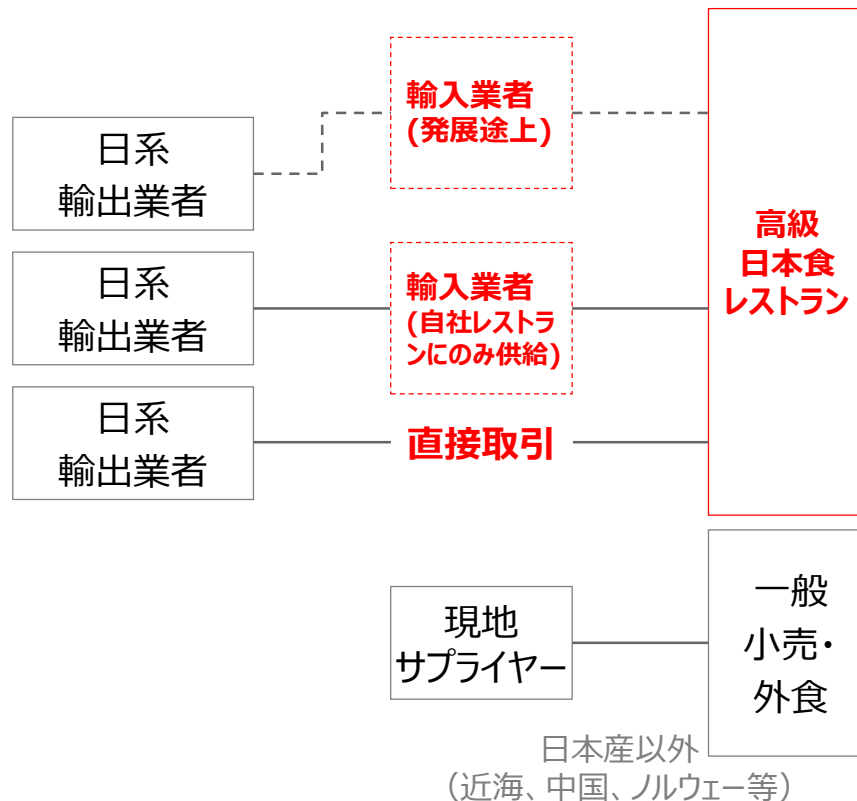 輸入業者
(発展途上)
日系
輸出業者
高級
日本食
レストラン
日系
輸出業者
輸入業者
(自社レストラ
ンにのみ供給)
日系
輸出業者
直接取引
現地
サプライヤー
一般
小売・
外食
日本産以外
（近海、中国、ノルウェー等）